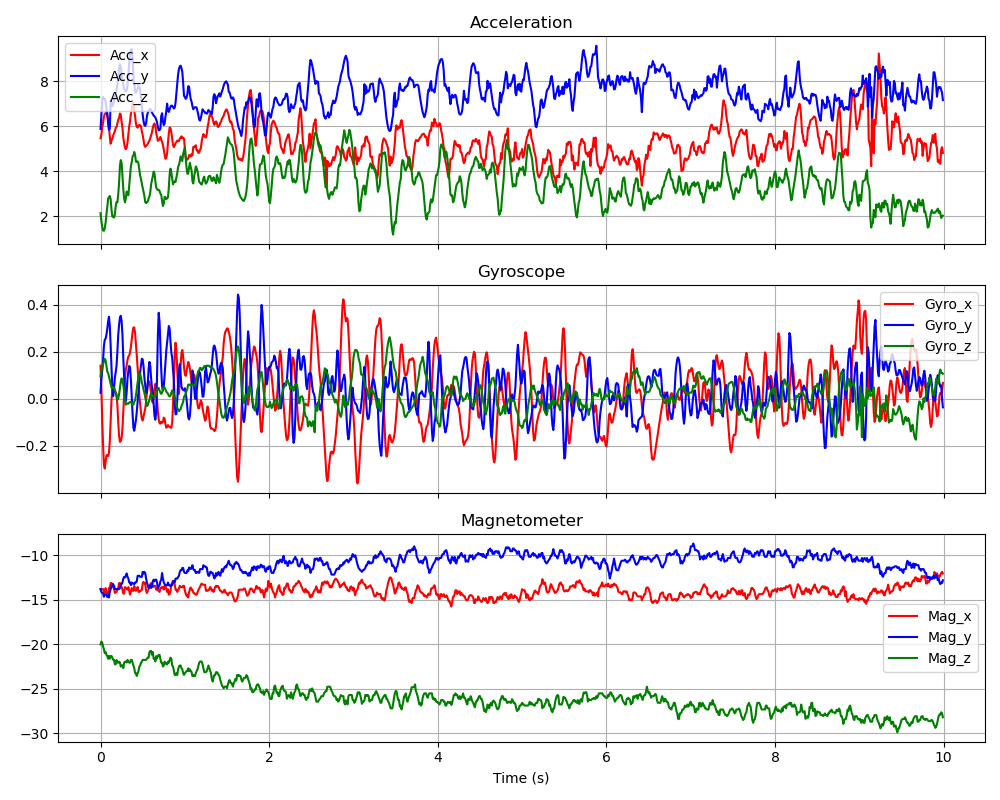 Acceleration
Acc_x
Acc_y
Acc_z
8
6
4
2
Gyroscope
Gyro_x
Gyro_y
Gyro_z
0.4
0.2
0.0
−0.2
Magnetometer
−10
−15
−20
−25
−30
Mag_x
Mag_y
Mag_z
0 2 4 6 8 10
Time (s)